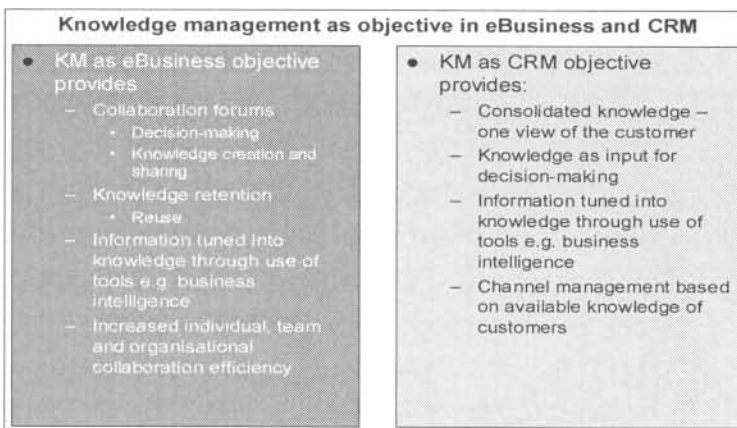 Knowledge management as objective in eBusiness and CRM
• KM as eBusiness objective
provides
– Collaboration forums
• Decision-making
• Knowledge creation and
sharing
– Knowledge retention
• Reuse
– Information tuned into
knowledge through use of
tools e.g. business
intelligence
– Increased individual, team
and organisational
collaboration efficiency
• KM as CRM objective
provides:
– Consolidated knowledge –
one view of the customer
– Knowledge as input for
decision-making
– Information tuned into
knowledge through use of
tools e.g. business
intelligence
– Channel management based
on available knowledge of
customers